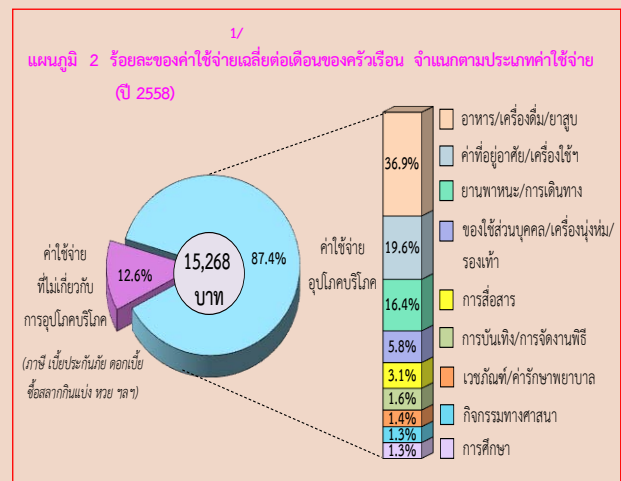 1/
แผนภูมิ 2 ร้อยละของค่าใช้จ่ายเฉลี่ยต่อเดือนของครัวเรือน จำแนกตามประเภทค่าใช้จ่าย
(ปี 2558)
ค่าใช้จ่าย
ที่ไม่เกี่ยวกับ
การอุปโภคบริโภค
(ภาษี เบี้ยประกันภัย ดอกเบี้ย
ซื้อสลากกินแบ่ง หวย ฯลฯ)
12.6%
15,268
บาท
87.4%
ค่าใช้จ่าย
อุปโภคบริโภค
36.9%
19.6%
16.4%
5.8%
3.1%
1.6%
1.4%
1.3%
1.3%
อาหาร/เครื่องดื่ม/ยาสูบ
ค่าที่อยู่อาศัย/เครื่องใช้ฯ
ยานพาหนะ/การเดินทาง
ของใช้ส่วนบุคคล/เครื่องนุ่งห่ม/
รองเท้า
การสื่อสาร
การบันเทิง/การจัดงานพิธี
เวชภัณฑ์/ค่ารักษาพยาบาล
กิจกรรมทางศาสนา
การศึกษา